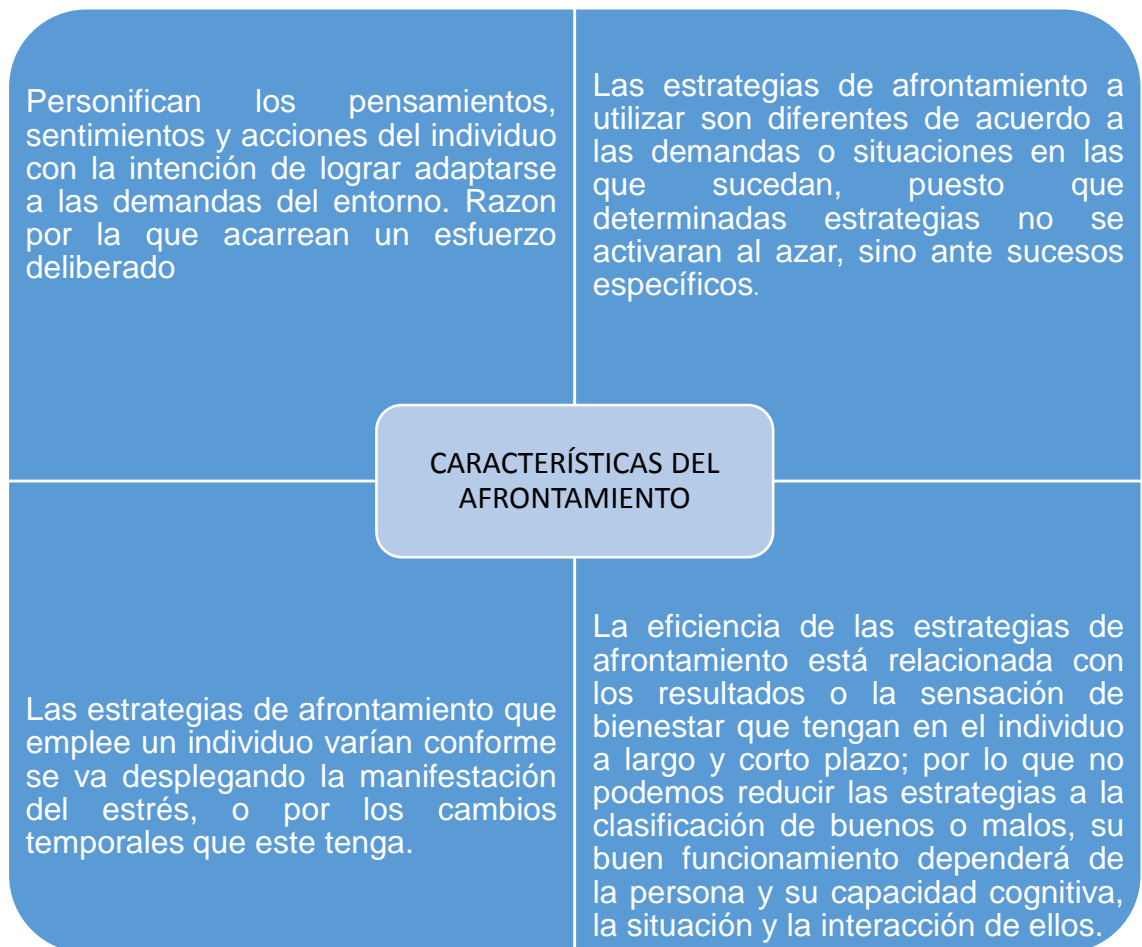 Personifican los pensamientos,
sentimientos y acciones del individuo
con la intención de lograr adaptarse
a las demandas del entorno. Razon
por la que acarrean un esfuerzo
deliberado
Las estrategias de afrontamiento a
utilizar son diferentes de acuerdo a
las demandas o situaciones en las
que sucedan, puesto que
determinadas estrategias no se
activaran al azar, sino ante sucesos
específicos.
CARACTERÍSTICAS DEL
AFRONTAMIENTO
Las estrategias de afrontamiento que
emplee un individuo varían conforme
se va desplegando la manifestación
del estrés, o por los cambios
temporales que este tenga.
La eficiencia de las estrategias de
afrontamiento está relacionada con
los resultados o la sensación de
bienestar que tengan en el individuo
a largo y corto plazo; por lo que no
podemos reducir las estrategias a la
clasificación de buenos o malos, su
buen funcionamiento dependerá de
la persona y su capacidad cognitiva,
la situación y la interacción de ellos.